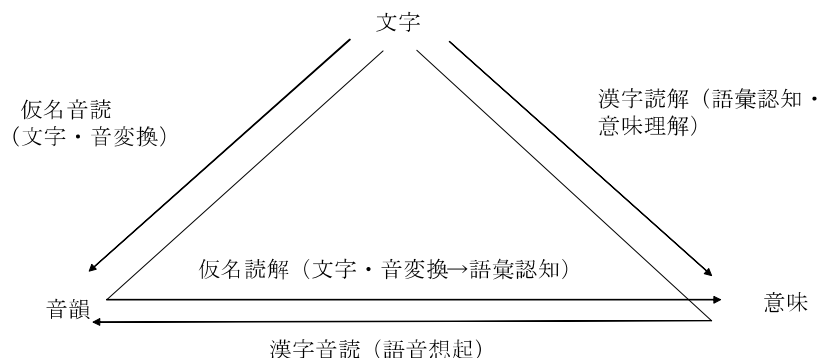 文字
仮名音読
（文字・音変換）
漢字読解（語彙認知・
意味理解）
仮名読解（文字・音変換→語彙認知）
音韻
意味
漢字音読（語音想起）